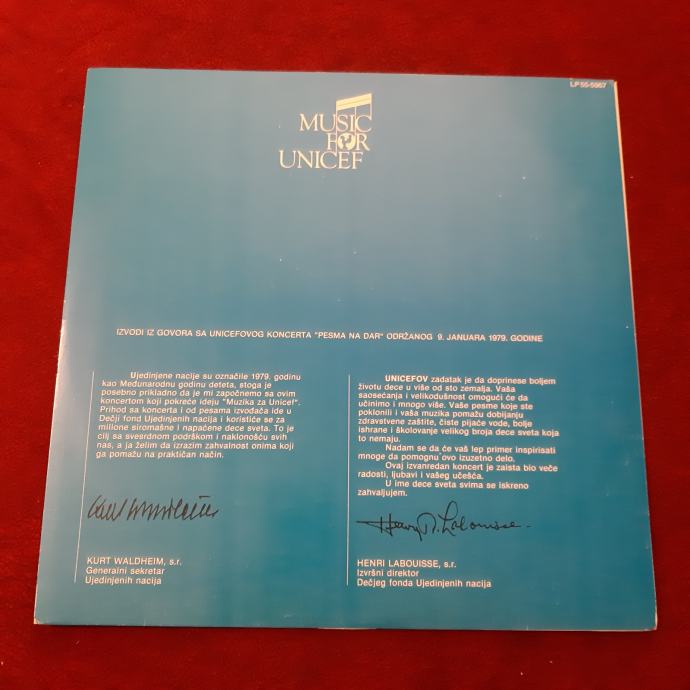 LP 55-5967
MUSIC
FOR
UNICEF
IZVODI IZ GOVORA SA UNICEFOVOG KONCERTA "PESMA NA DAR" ODRŽANOG 9. JANUARA 1979. GODINE
Ujedinjene nacije su označile 1979. godinu
kao Međunarodnu godinu deteta, stoga je
posebno prikladno da je mi započnemo sa ovim
koncertom koji pokreće ideju "Muzika za Unicef".
Prihod sa koncerta i od pesama izvođača ide u
Dečji fond Ujedinjenih nacija i koristiće se za
milione siromašne i napaćene dece sveta. To je
cilj sa svesrdnom podrškom i naklonošću svih
nas, a ja želim da izrazim zahvalnost onima koji
ga pomažu na praktičan način.
Kurt Waldheim
KURT WALDHEIM, s.r.
Generalni sekretar
Ujedinjenih nacija
UNICEFOV zadatak je da doprinese boljem
životu dece u više od sto zemalja. Vaša
saosećanja i velikodušnost omogući će da
učinimo i mnogo više. Vaše pesme koje ste
poklonili i vaša muzika pomažu dobijanju
zdravstvene zaštite, čiste pijaće vode, bolje
ishrane i školovanje velikog broja dece sveta koja
to nemaju.
Nadam se da će vaš lep primer inspirisati
mnoge da pomognu ovo izuzetno delo.
Ovaj izvanredan koncert je zaista bio veče
radosti, ljubavi i vašeg učešća.
U ime dece sveta svima se iskreno
zahvaljujem.
Henry R. Labouisse
HENRI LABOUISSE, s.r.
Izvršni direktor
Dečjeg fonda Ujedinjenih nacija